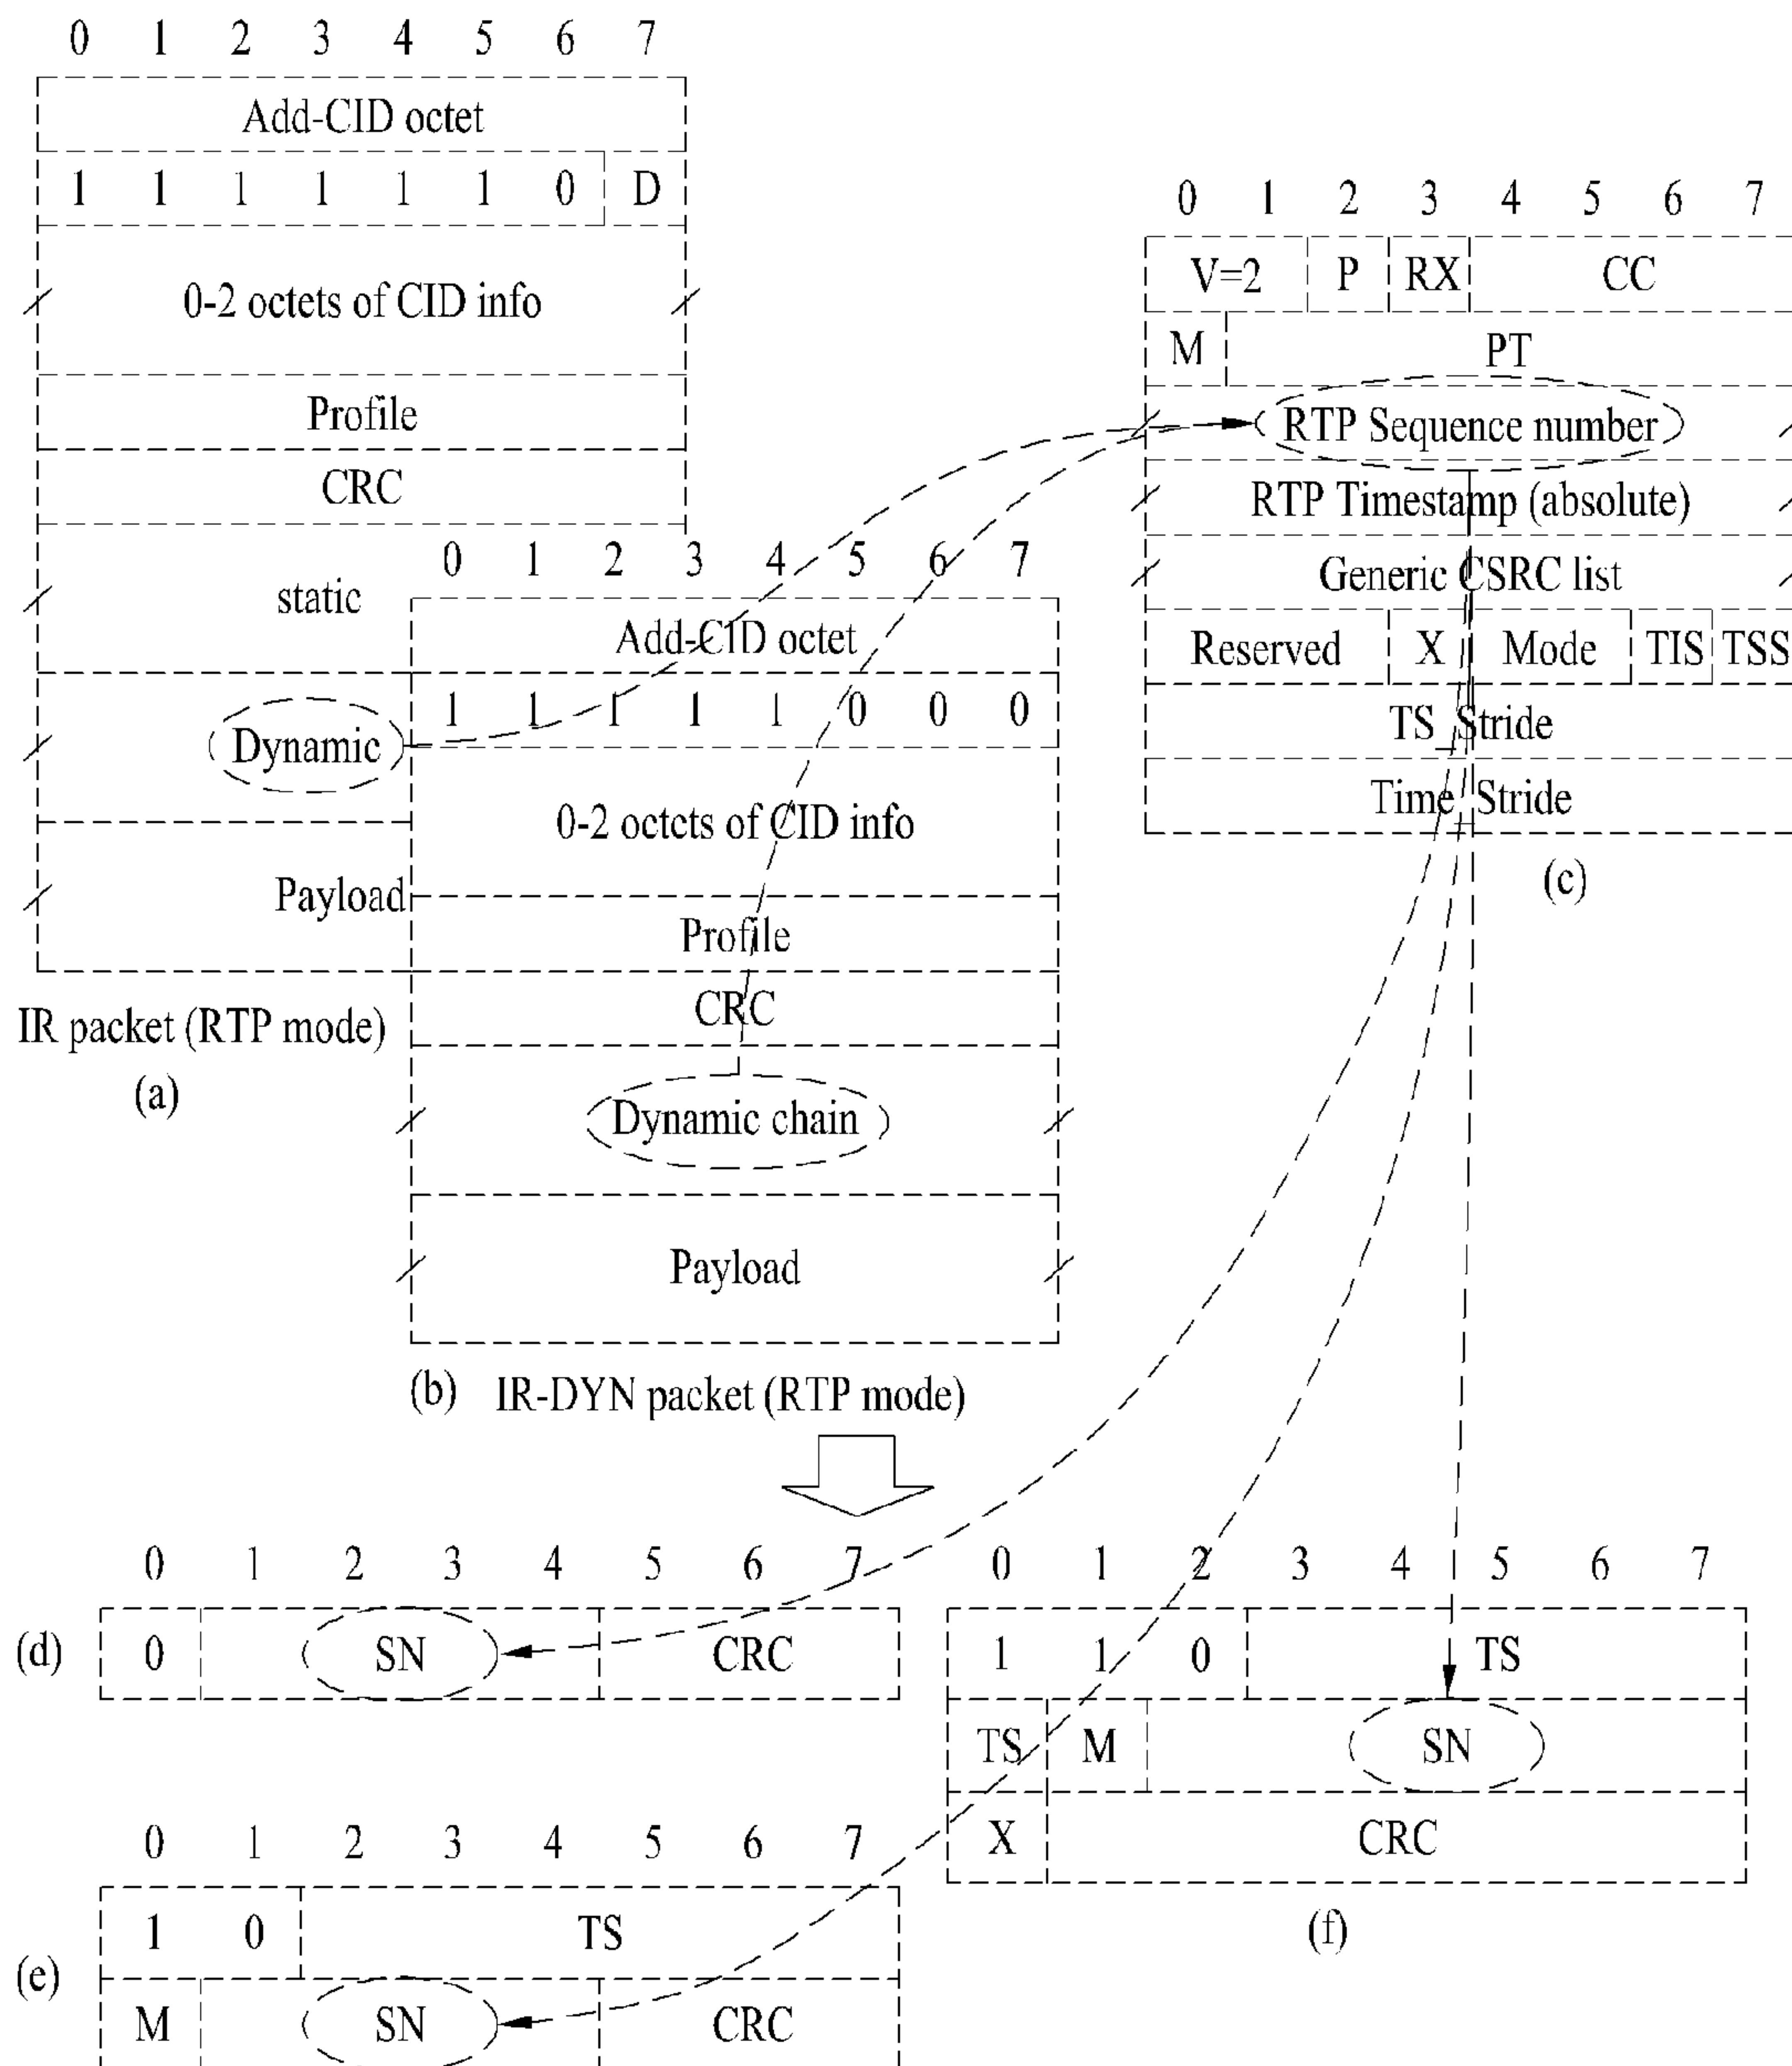 0 1 2 3 4 5 6 7
Add-CID octet
1 1 1 1 1 1 0 D
0-2 octets of CID info
Profile
CRC
static
Dynamic
Payload
IR packet (RTP mode)
(a)
0 1 2 3 4 5 6 7
Add-CID octet
1 1 1 1 1 0 0 0
0-2 octets of CID info
Profile
CRC
Dynamic chain
Payload
(b) IR-DYN packet (RTP mode)
0 1 2 3 4 5 6 7
V=2 P RX CC
M PT
RTP Sequence number
RTP Timestamp (absolute)
Generic CSRC list
Reserved X Mode TIS TSS
TS_Stride
Time_Stride
(c)
0 1 2 3 4 5 6 7
(d) 0 SN CRC
0 1 2 3 4 5 6 7
1 0 TS
(e)
M SN CRC
0 1 2 3 4 5 6 7
1 1 0 TS
TS M SN
X CRC
(f)